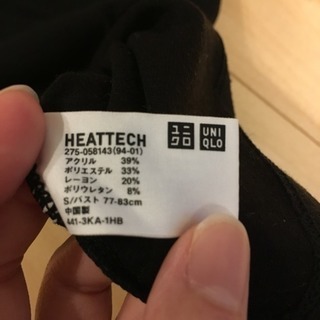 HEATTECH
ユニクロ UNIQLO
275-058143(94-01)
アクリル 39%
ポリエステル 33%
レーヨン 20%
ポリウレタン 8%
S/バスト 77-83cm
中国製
441-3KA-1HB